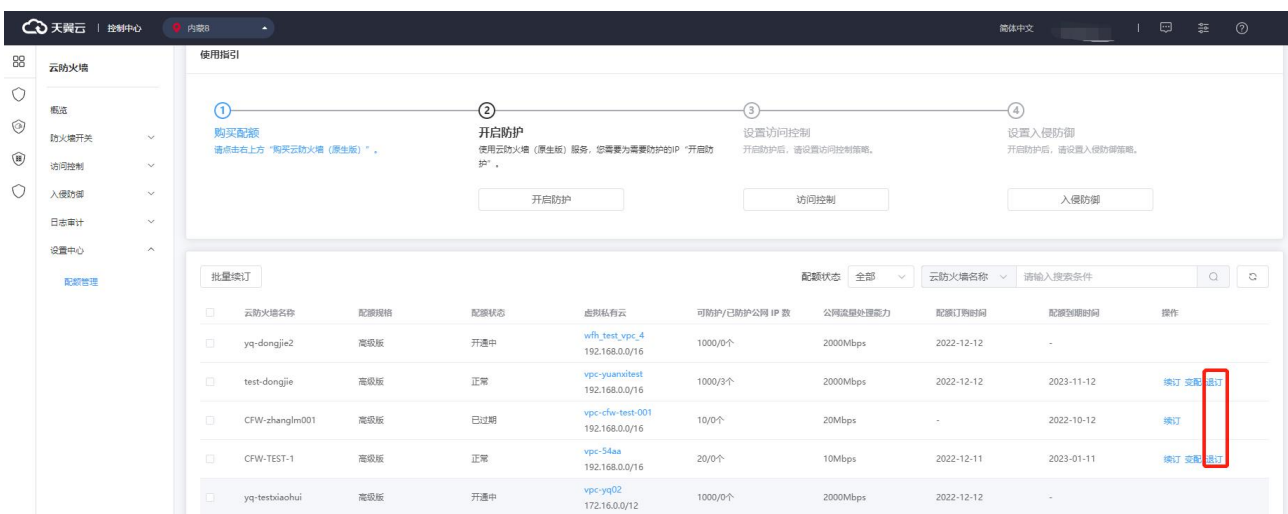 天翼云 | 控制中心 内蒙8 简体中文
云防火墙
概览
防火墙开关
访问控制
入侵防御
日志审计
设置中心
配额管理
使用指引
1 2 3 4
购买配额 开启防护 设置访问控制 设置入侵防御
请点击右上方“购买云防火墙（原生版）”。 使用云防火墙（原生版）服务，您需要为需要防护的IP“开启防 开启防护后，请设置访问控制策略。 开启防护后，请设置入侵防御策略。
护”。
开启防护 访问控制 入侵防御
批量续订 配额状态 全部 云防火墙名称 请输入搜索条件
云防火墙名称 配额规格 配额状态 虚拟私有云 可防护/已防护公网 IP 数 公网流量处理能力 配额订购时间 配额到期时间 操作
yq-dongjie2 高级版 开通中 wfh_test_vpc_4 1000/0个 2000Mbps 2022-12-12 -
192.168.0.0/16
test-dongjie 高级版 正常 vpc-yuanxitest 1000/3个 2000Mbps 2022-12-12 2023-11-12 续订 变配 退订
192.168.0.0/16
CFW-zhanglm001 高级版 已过期 vpc-cfw-test-001 10/0个 20Mbps - 2022-10-12 续订
192.168.0.0/16
CFW-TEST-1 高级版 正常 vpc-54aa 20/0个 10Mbps 2022-12-11 2023-01-11 续订 变配 退订
192.168.0.0/16
yq-testxiaohui 高级版 开通中 vpc-yq02 1000/0个 2000Mbps 2022-12-12 -
172.16.0.0/12